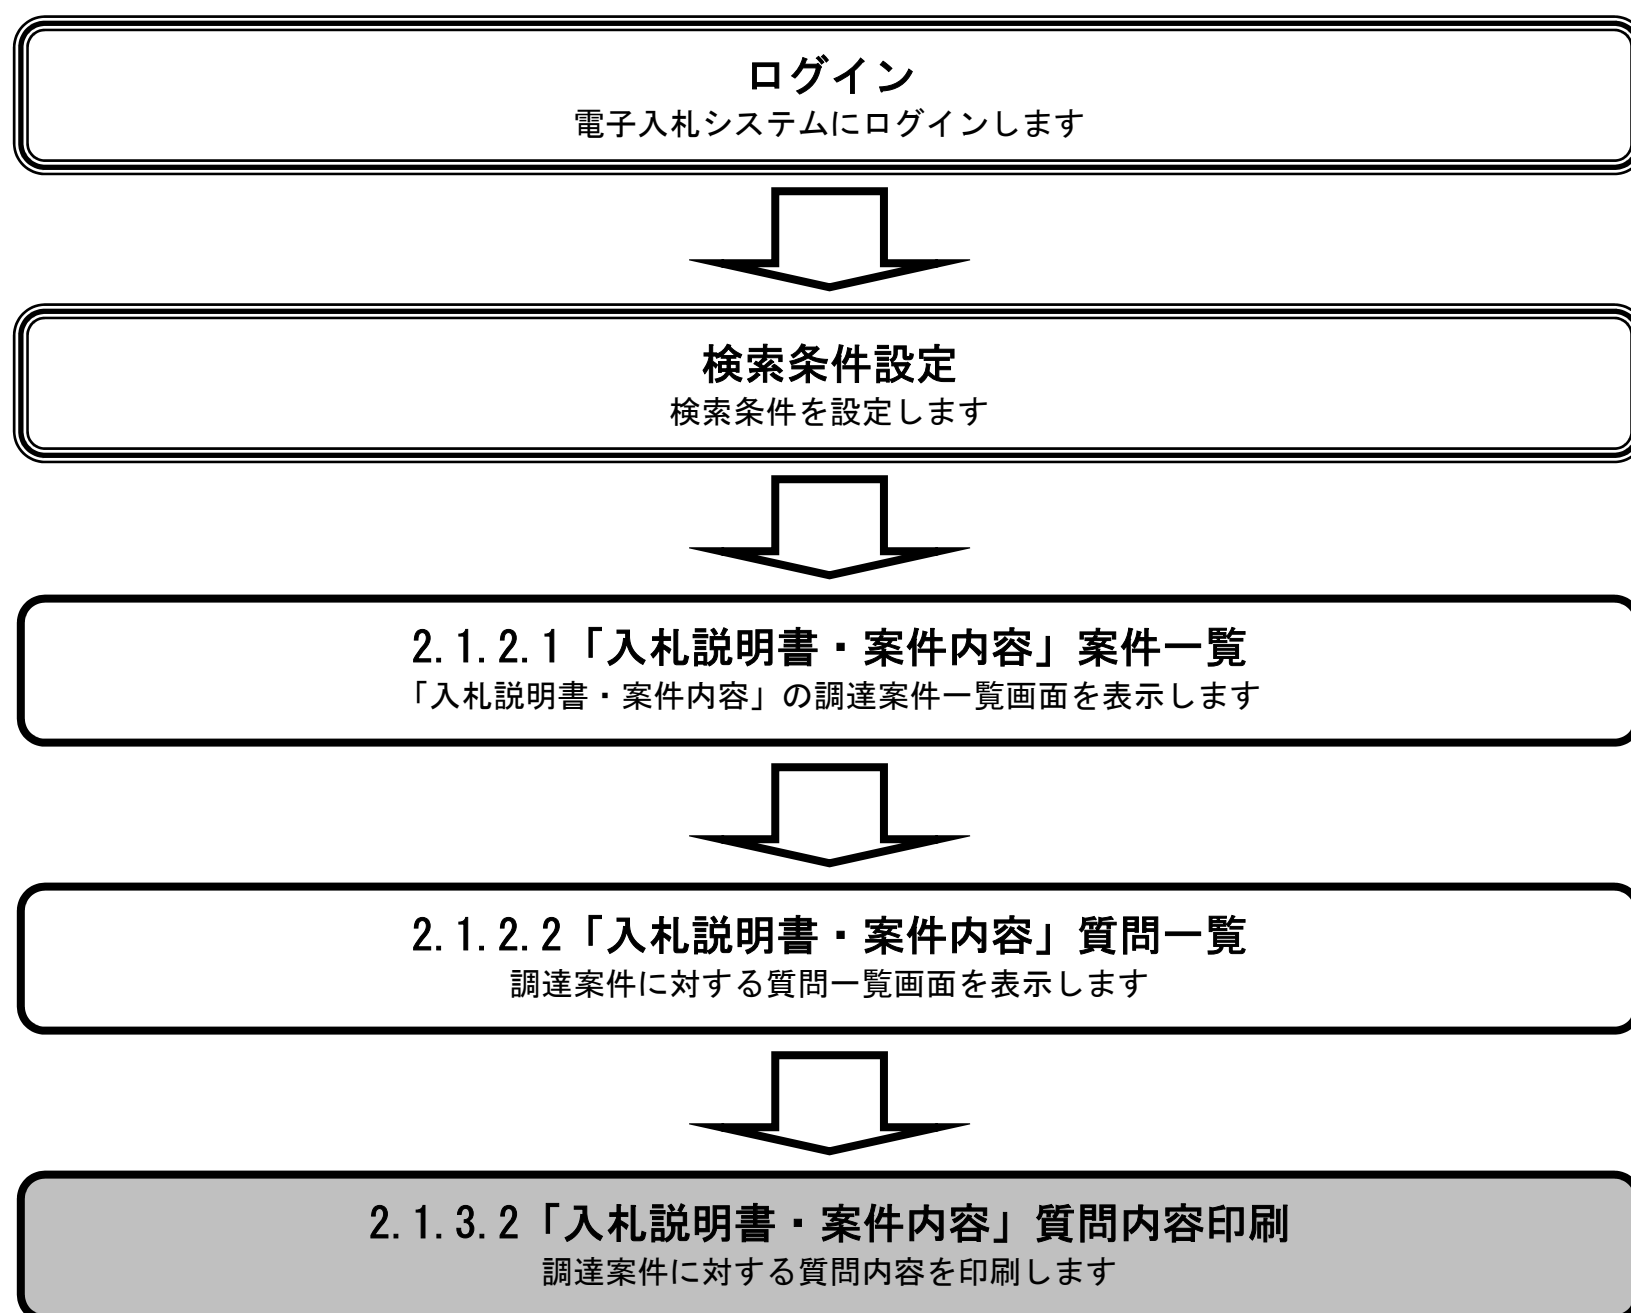 ログイン
電子入札システムにログインします
検索条件設定
検索条件を設定します
2.1.2.1「入札説明書・案件内容」案件一覧
「入札説明書・案件内容」の調達案件一覧画面を表示します
2.1.2.2「入札説明書・案件内容」質問一覧
調達案件に対する質問一覧画面を表示します
2.1.3.2「入札説明書・案件内容」質問内容印刷
調達案件に対する質問内容を印刷します